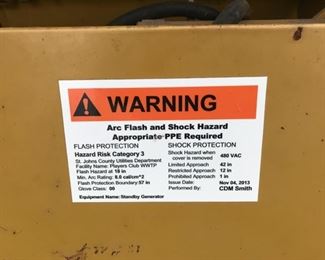 WARNING
Arc Flash and Shock Hazard
Appropriate PPE Required
FLASH PROTECTION
Hazard Risk Category 3
St. Johns County Utilities Department
Facility Name: Players Club WWTP
Flash Hazard at 18 in
Min. Arc Rating: 8.0 cal/cm^2
Flash Protection Boundary 57 in
Glove Class: 00
SHOCK PROTECTION
Shock Hazard when
cover is removed 480 VAC
Limited Approach 42 in
Restricted Approach 12 in
Prohibited Approach 1 in
Issue Date: Nov 04, 2013
Performed By: CDM Smith
Equipment Name: Standby Generator